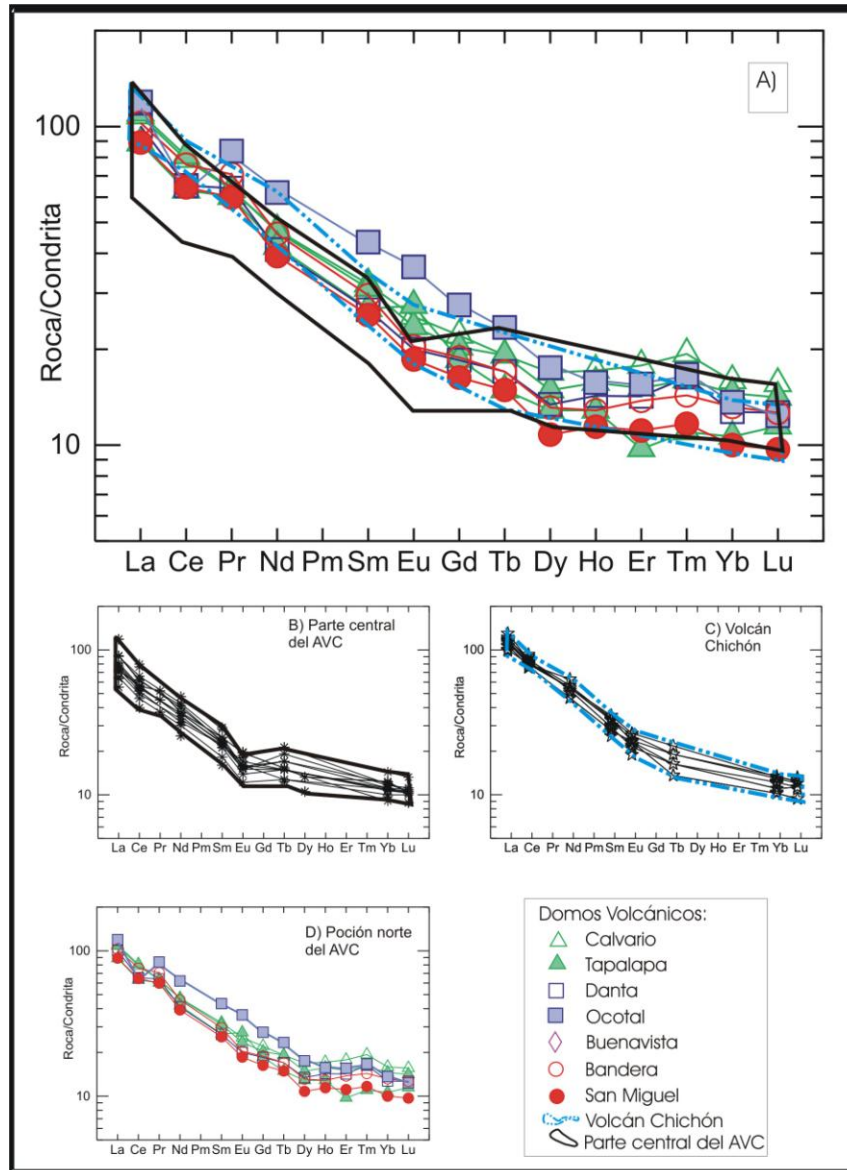 A)
Roca/Condrita
100
10
La Ce Pr Nd Pm Sm Eu Gd Tb Dy Ho Er Tm Yb Lu
B) Parte central
del AVC
Roca/Condrita
100
10
La Ce Pr Nd Pm Sm Eu Gd Tb Dy Ho Er Tm Yb Lu
C) Volcán
Chichón
Roca/Condrita
100
10
La Ce Pr Nd Pm Sm Eu Gd Tb Dy Ho Er Tm Yb Lu
D) Poción norte
del AVC
Roca/Condrita
100
10
La Ce Pr Nd Pm Sm Eu Gd Tb Dy Ho Er Tm Yb Lu
Domos Volcánicos:
Calvario
Tapalapa
Danta
Ocotal
Buenavista
Bandera
San Miguel
Volcán Chichón
Parte central del AVC